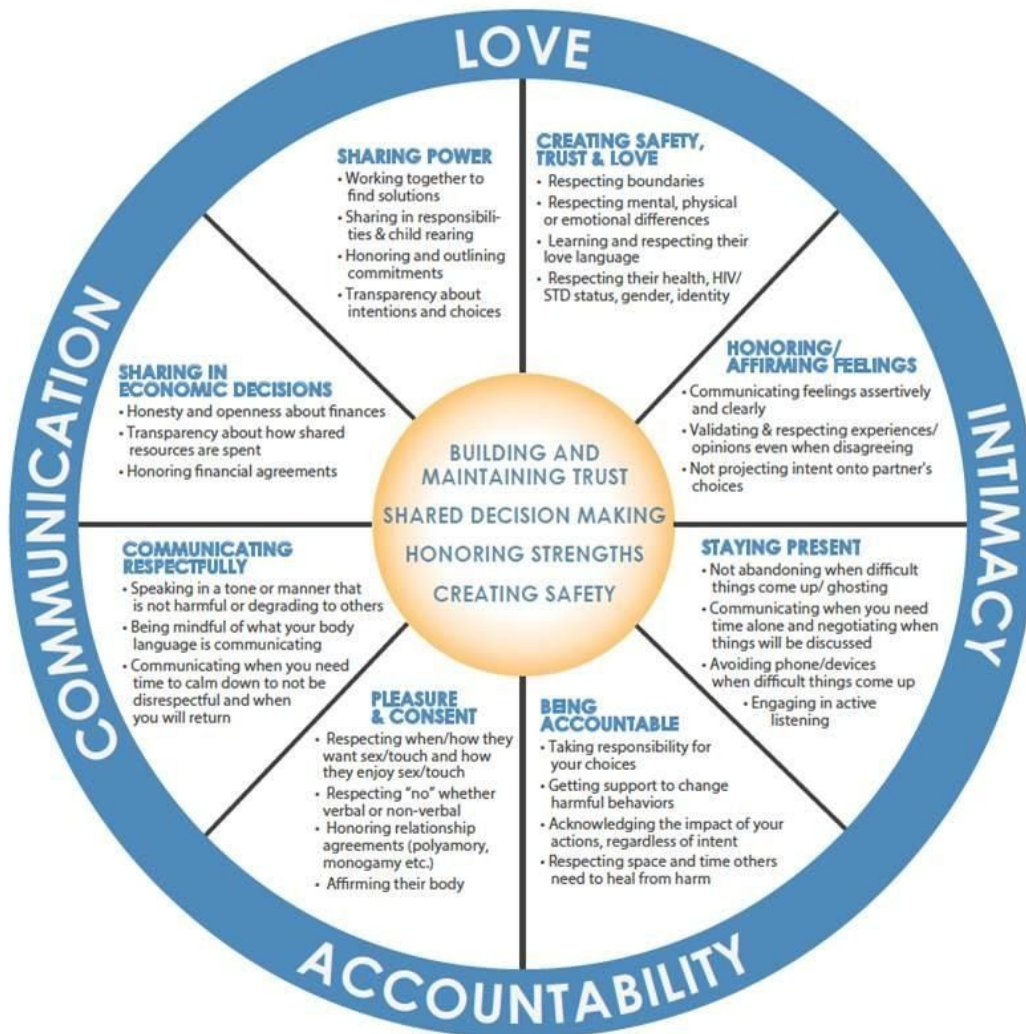 LOVE
SHARING POWER
• Working together to
find solutions
• Sharing in responsibili-
ties & child rearing
• Honoring and outlining
commitments
• Transparency about
intentions and choices
CREATING SAFETY,
TRUST & LOVE
• Respecting boundaries
• Respecting mental, physical
or emotional differences
• Learning and respecting their
love language
• Respecting their health, HIV/
STD status, gender, identity
HONORING/
AFFIRMING FEELINGS
• Communicating feelings assertively
and clearly
• Validating & respecting experiences/
opinions even when disagreeing
• Not projecting intent onto partner's
choices
INTIMACY
STAYING PRESENT
• Not abandoning when difficult
things come up/ ghosting
• Communicating when you need
time alone and negotiating when
things will be discussed
• Avoiding phone/devices
when difficult things come up
• Engaging in active
listening
BEING
ACCOUNTABLE
• Taking responsibility for
your choices
• Getting support to change
harmful behaviors
• Acknowledging the impact of your
actions, regardless of intent
• Respecting space and time others
need to heal from harm
ACCOUNTABILITY
PLEASURE
& CONSENT
• Respecting when/how they
want sex/touch and how
they enjoy sex/touch
• Respecting "no" whether
verbal or non-verbal
• Honoring relationship
agreements (polyamory,
monogamy etc.)
• Affirming their body
COMMUNICATING
RESPECTFULLY
• Speaking in a tone or manner that
is not harmful or degrading to others
• Being mindful of what your body
language is communicating
• Communicating when you need
time to calm down to not be
disrespectful and when
you will return
COMMUNICATION
SHARING IN
ECONOMIC DECISIONS
• Honesty and openness about finances
• Transparency about how shared
resources are spent
• Honoring financial agreements
BUILDING AND
MAINTAINING TRUST
SHARED DECISION MAKING
HONORING STRENGTHS
CREATING SAFETY